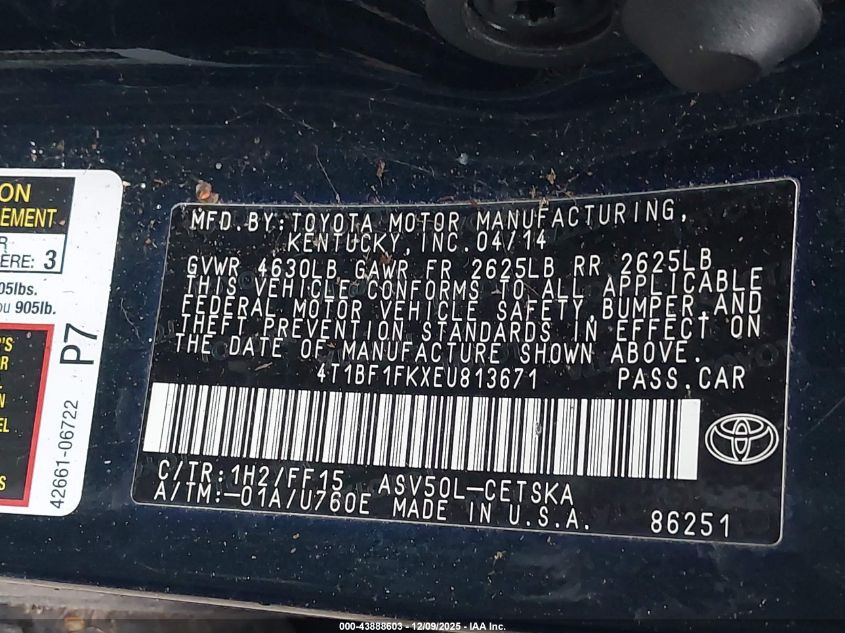 ON
EMENT
R
ERE: 3
05lbs.
ou 905lb.
P7
42661-06722
'S
R
N
EL
S
MFD.BY:TOYOTA MOTOR MANUFACTURING,
KENTUCKY, INC.04/14
GVWR 4630LB GAWR FR 2625LB RR 2625LB
THIS VEHICLE CONFORMS TO ALL APPLICABLE
FEDERAL MOTOR VEHICLE SAFETY,BUMPER,AND
THEFT PREVENTION STANDARDS IN EFFECT ON
THE DATE OF MANUFACTURE SHOWN ABOVE.
4T1BF1FKXEU813671 PASS.CAR
C/TR:1H2/FF15 ASV50L-CETSKA
A/TM:-01A/U760E MADE IN U.S.A. 86251
000-43888603 - 12/09/2025 - IAA Inc.